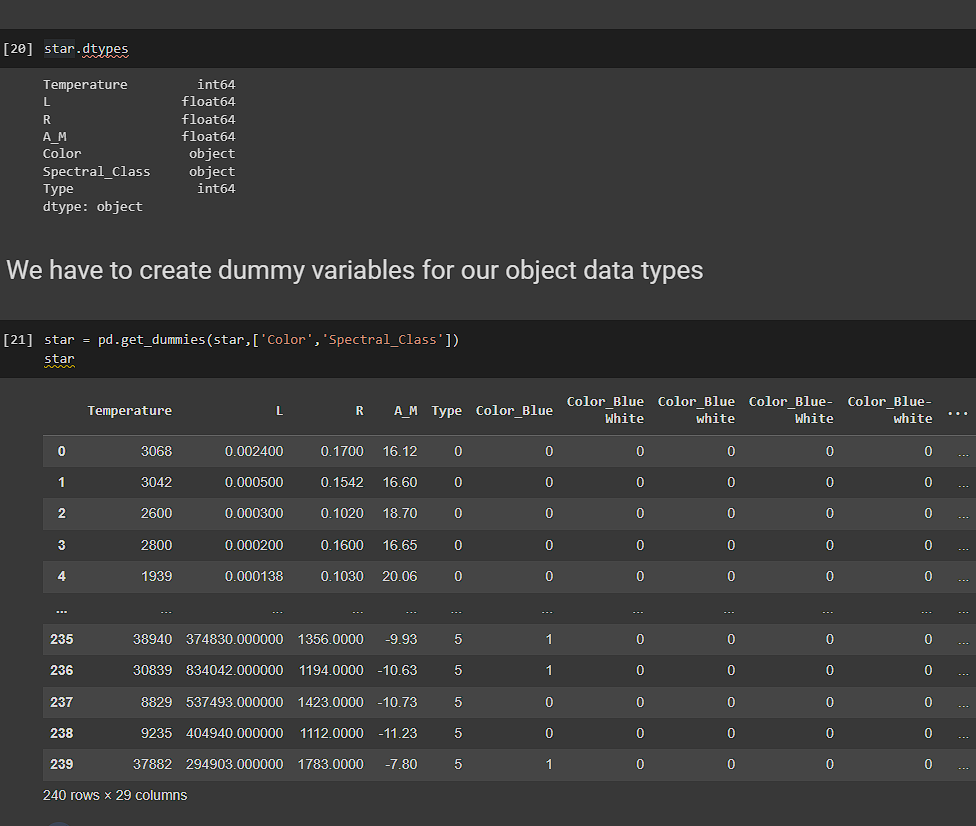 [20] star.dtypes
Temperature int64
L float64
R float64
A_M float64
Color object
Spectral_Class object
Type int64
dtype: object
We have to create dummy variables for our object data types
[21] star = pd.get_dummies(star,['Color','Spectral_Class'])
star
Temperature L R A_M Type Color_Blue Color_Blue White Color_Blue white Color_Blue-White Color_Blue-white ...
0 3068 0.002400 0.1700 16.12 0 0 0 0 0 0 ...
1 3042 0.000500 0.1542 16.60 0 0 0 0 0 0 ...
2 2600 0.000300 0.1020 18.70 0 0 0 0 0 0 ...
3 2800 0.000200 0.1600 16.65 0 0 0 0 0 0 ...
4 1939 0.000138 0.1030 20.06 0 0 0 0 0 0 ...
... ... ... ... ... ... ... ... ... ... ... ...
235 38940 374830.000000 1356.0000 -9.93 5 1 0 0 0 0 ...
236 30839 834042.000000 1194.0000 -10.63 5 1 0 0 0 0 ...
237 8829 537493.000000 1423.0000 -10.73 5 0 0 0 0 0 ...
238 9235 404940.000000 1112.0000 -11.23 5 0 0 0 0 0 ...
239 37882 294903.000000 1783.0000 -7.80 5 1 0 0 0 0 ...
240 rows × 29 columns